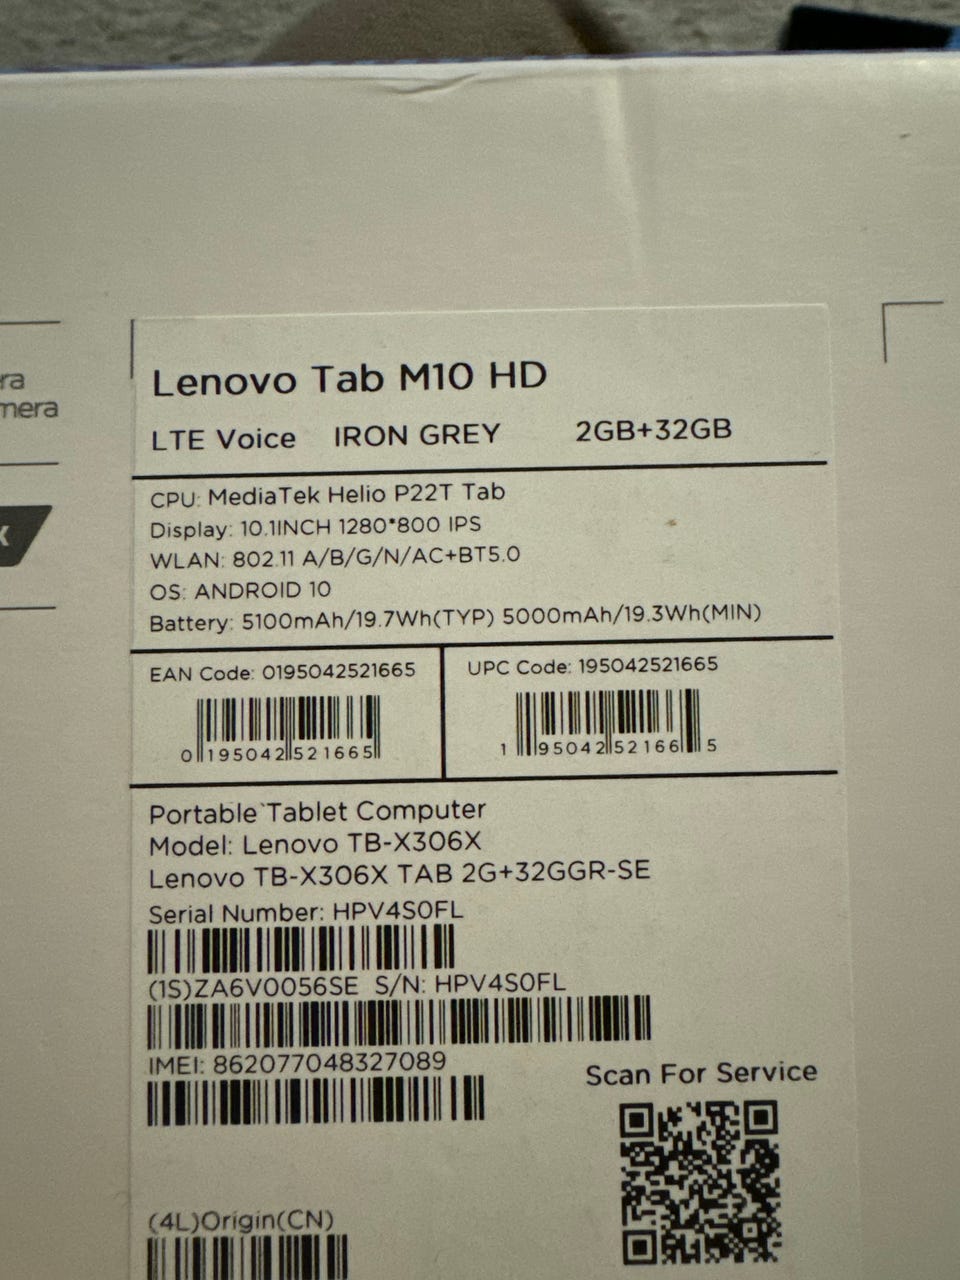 ra
mera
Lenovo Tab M10 HD
LTE Voice IRON GREY 2GB+32GB
CPU: MediaTek Helio P22T Tab
Display: 10.1INCH 1280*800 IPS
WLAN: 802.11 A/B/G/N/AC+BT5.0
OS: ANDROID 10
Battery: 5100mAh/19.7Wh(TYP) 5000mAh/19.3Wh(MIN)
EAN Code: 0195042521665
0 195042 521665
UPC Code: 195042521665
1 95042 52166 5
Portable Tablet Computer
Model: Lenovo TB-X306X
Lenovo TB-X306X TAB 2G+32GGR-SE
Serial Number: HPV4S0FL
(1S)ZA6V0056SE S/N: HPV4S0FL
IMEI: 862077048327089
Scan For Service
(4L)Origin(CN)